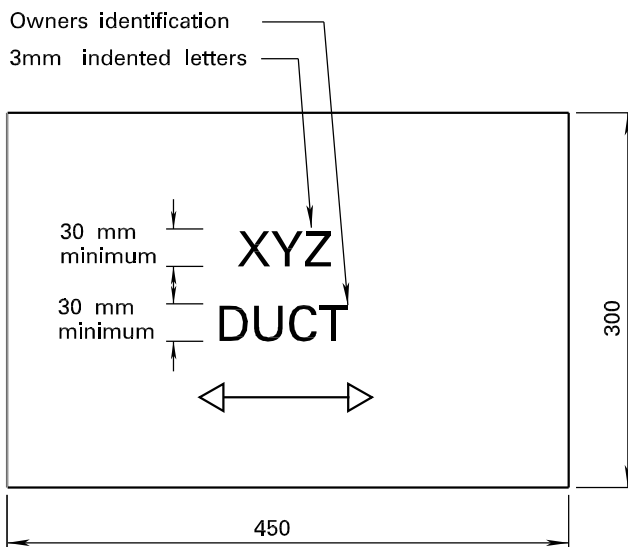 Owners identification
3mm indented letters
30 mm
minimum
XYZ
30 mm
minimum
DUCT
300
450